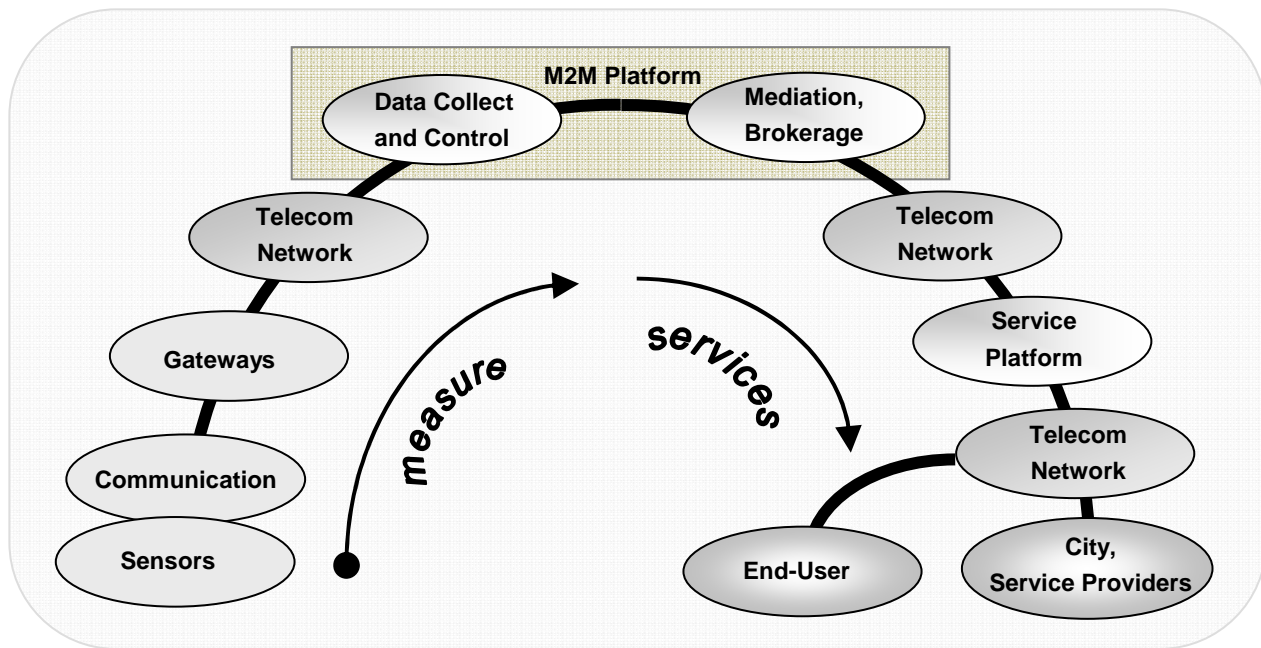 M2M Platform
Data Collect
and Control
Mediation,
Brokerage
Telecom
Network
Telecom
Network
Gateways
Service
Platform
measure
services
Communication
Telecom
Network
Sensors
End-User
City,
Service Providers